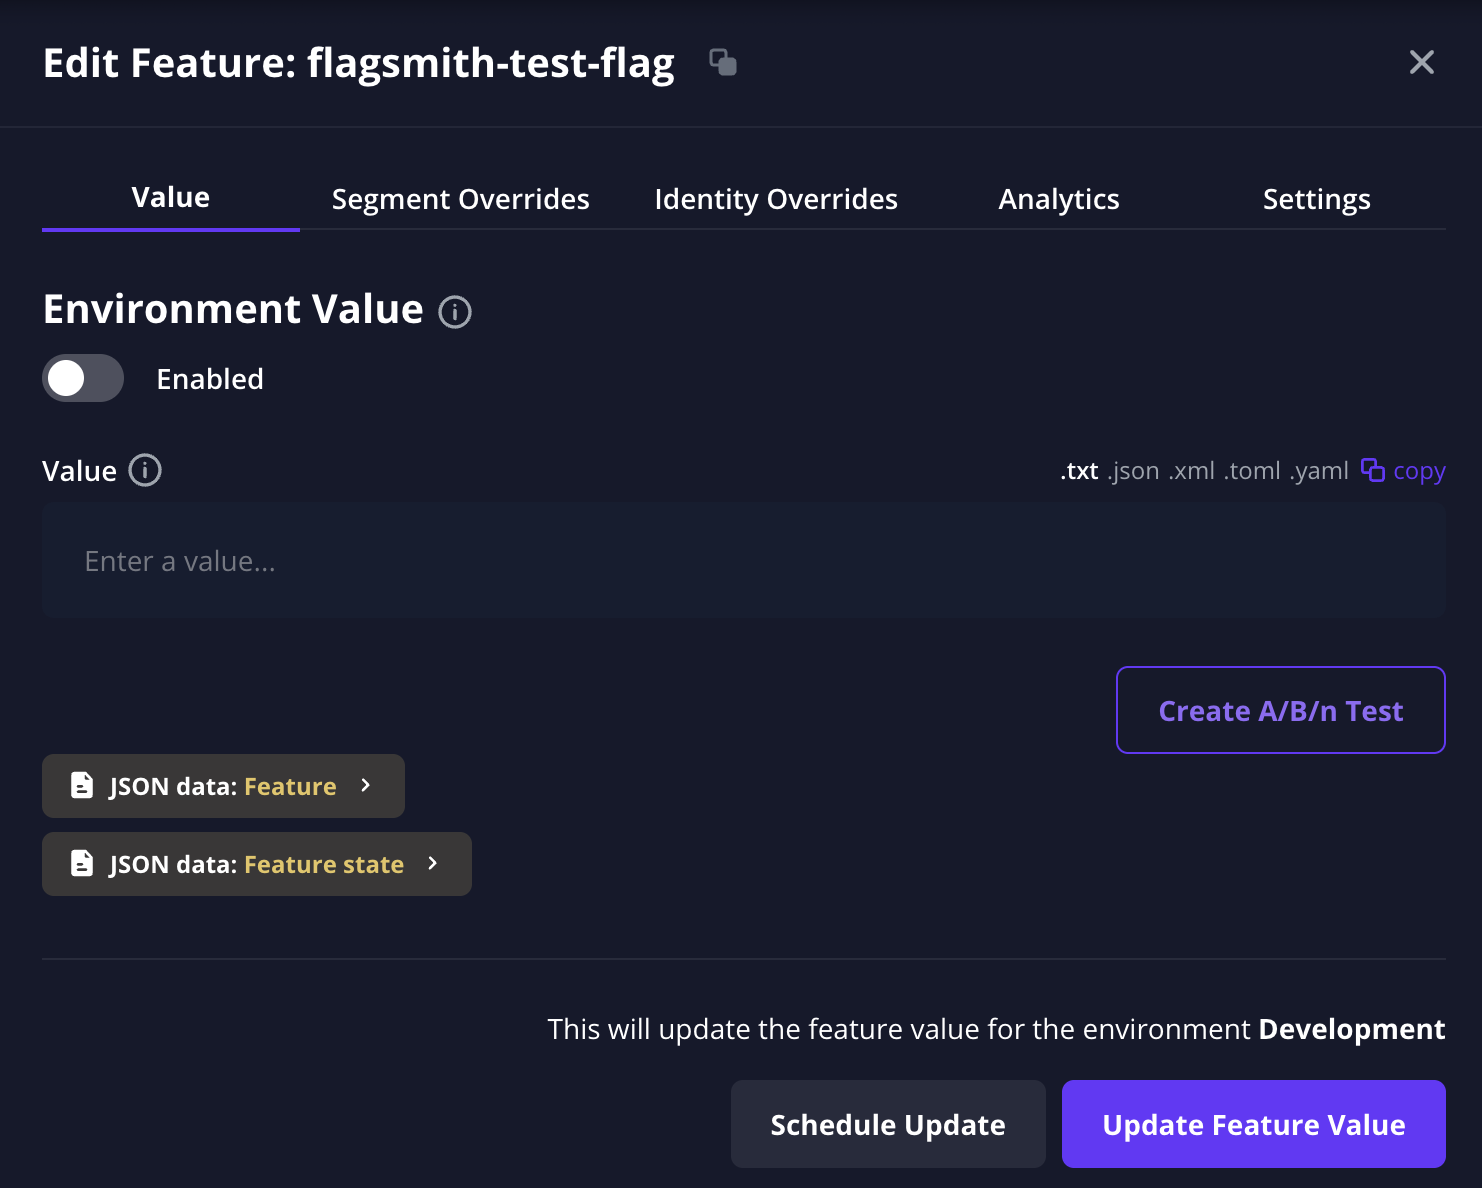 Edit Feature: flagsmith-test-flag
Value Segment Overrides Identity Overrides Analytics Settings
Environment Value
Enabled
Value .txt .json .xml .toml .yaml copy
Enter a value...
Create A/B/n Test
JSON data: Feature
JSON data: Feature state
This will update the feature value for the environment Development
Schedule Update Update Feature Value